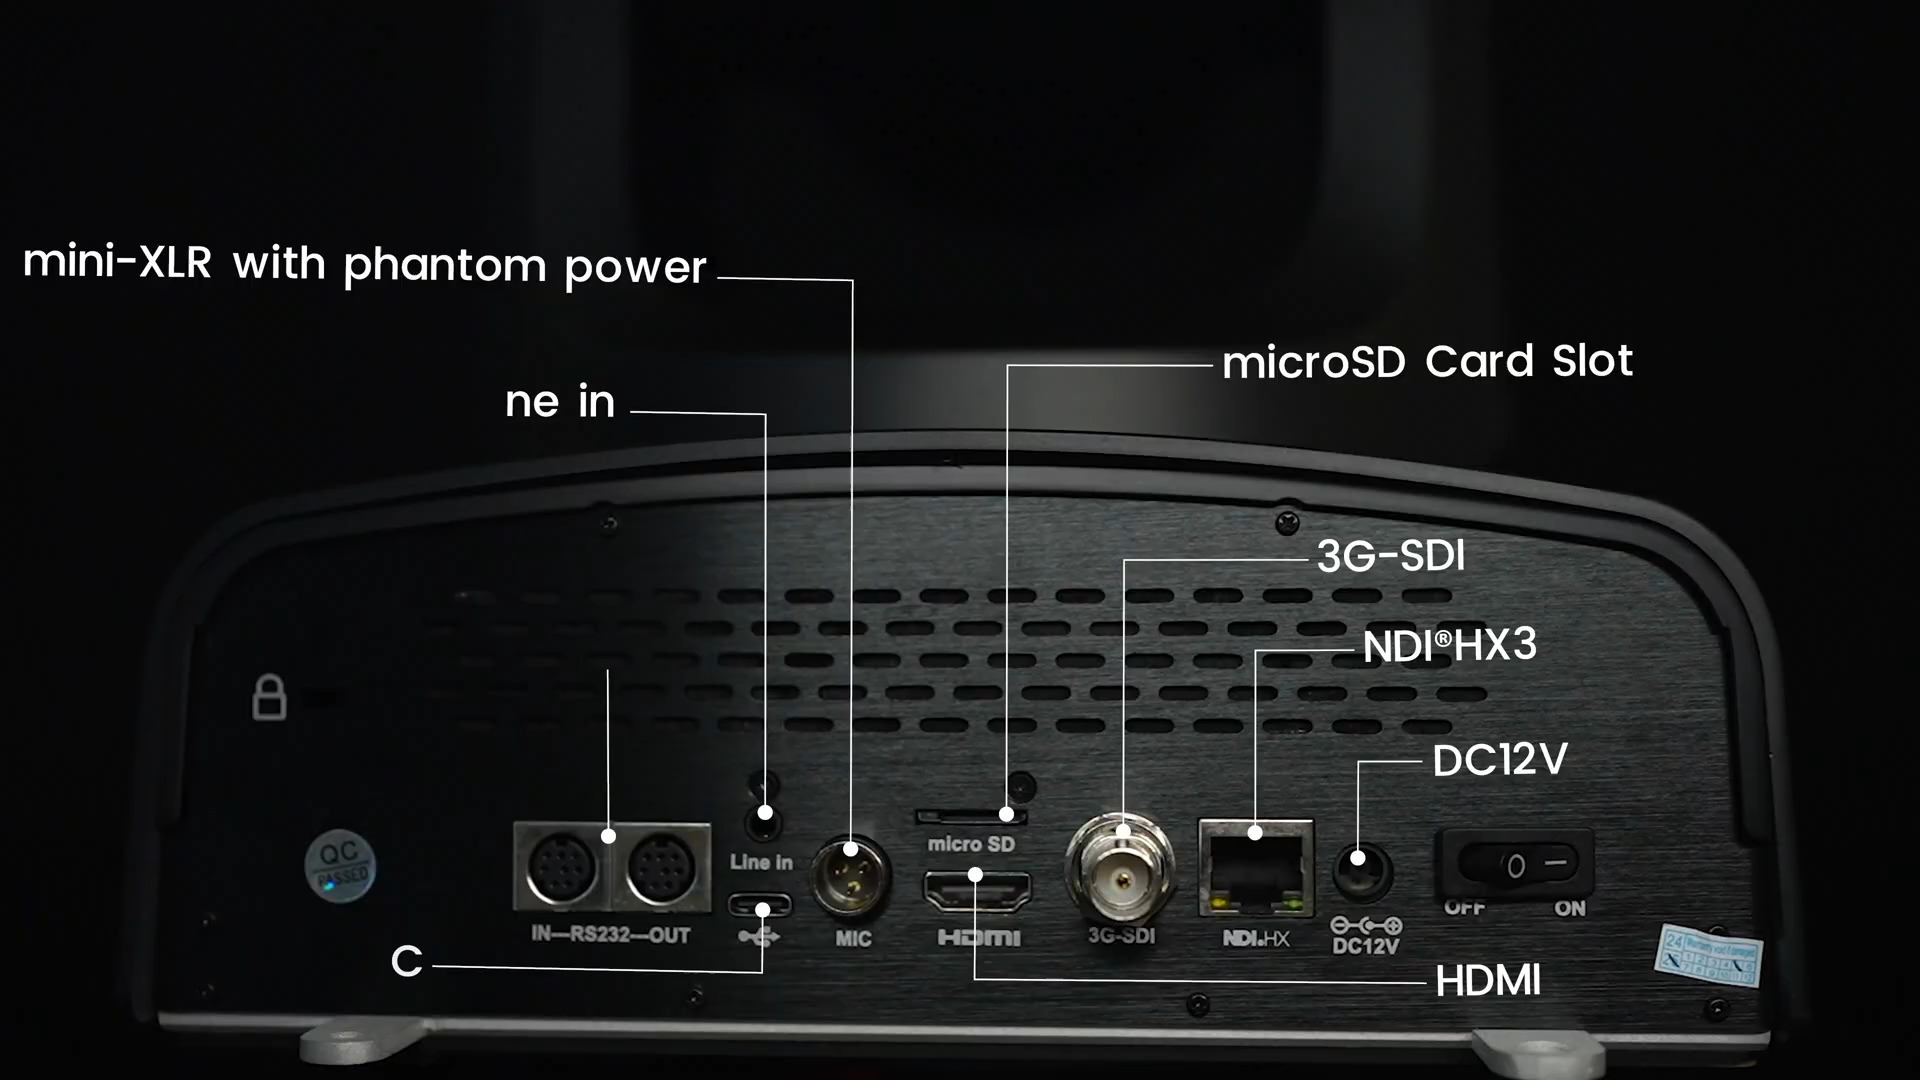 mini-XLR with phantom power
ne in
microSD Card Slot
3G-SDI
NDI®HX3
DC12V
QC
PASSED
IN—RS232—OUT
Line in
MIC
micro SD
HDMI
3G-SDI
NDI.HX
DC12V
OFF
ON
24
C
HDMI